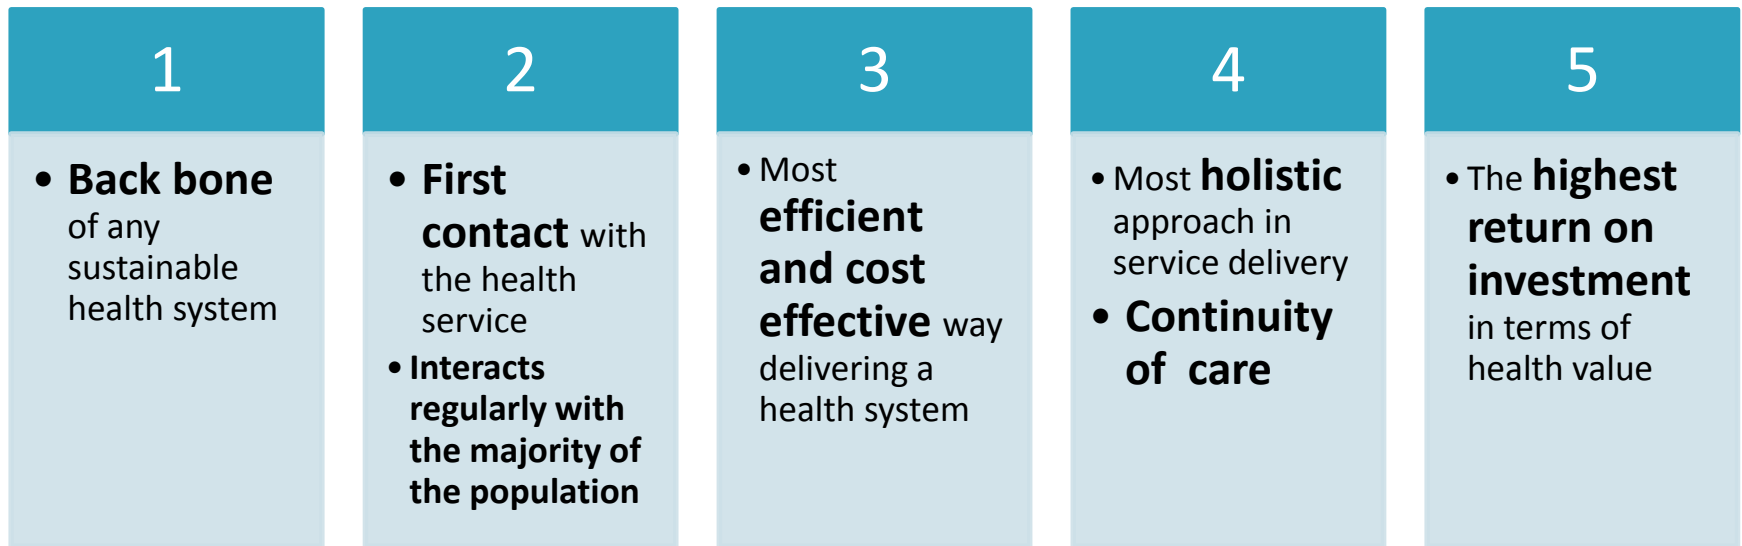 1
• Back bone
of any
sustainable
health system
2
• First
contact with
the health
service
• Interacts
regularly with
the majority of
the population
3
• Most
efficient
and cost
effective way
delivering a
health system
4
• Most holistic
approach in
service delivery
• Continuity
of care
5
• The highest
return on
investment
in terms of
health value